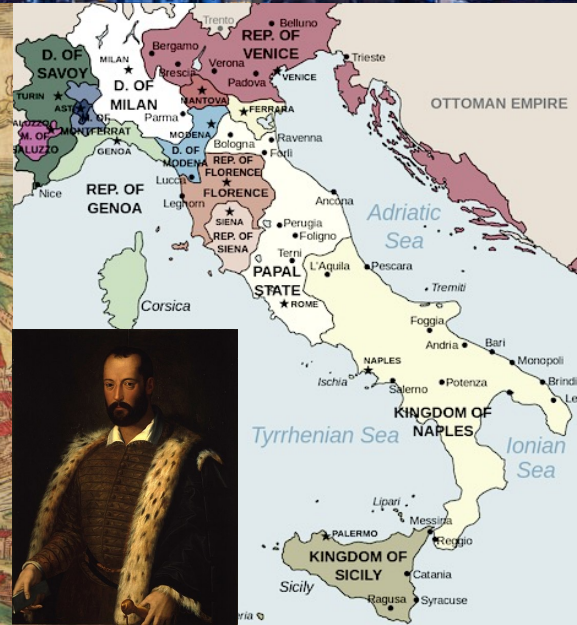 Trento
Belluno
REP. OF
VENICE
Bergamo
Brescia
Verona
Padova
VENICE
Trieste
D. OF
SAVOY
MILAN
D. OF
MILAN
TURIN
AST
M. OF
MONTFERRAT
ALUZZO
M. OF
SALUZZO
MANTOVA
FERRARA
OTTOMAN EMPIRE
Parma
MODENA
Bologna
Ravenna
Forlì
GENOA
D. OF
MODENA
REP. OF
FLORENCE
FLORENCE
Nice
REP. OF
GENOA
Lucca
Leghorn
SIENA
REP. OF
SIENA
Ancona
Adriatic
Sea
Perugia
Foligno
Terni
PAPAL
STATE
ROME
L'Aquila
Pescara
Tremiti
Corsica
Foggia
Andria
Bari
Monopoli
NAPLES
Ischia
Salerno
Potenza
Brindi
Le
KINGDOM OF
NAPLES
Tyrrhenian Sea
Ionian
Sea
Lipari
Messina
Reggio
PALERMO
KINGDOM OF
SICILY
Sicily
Catania
Ragusa
Syracuse
eria